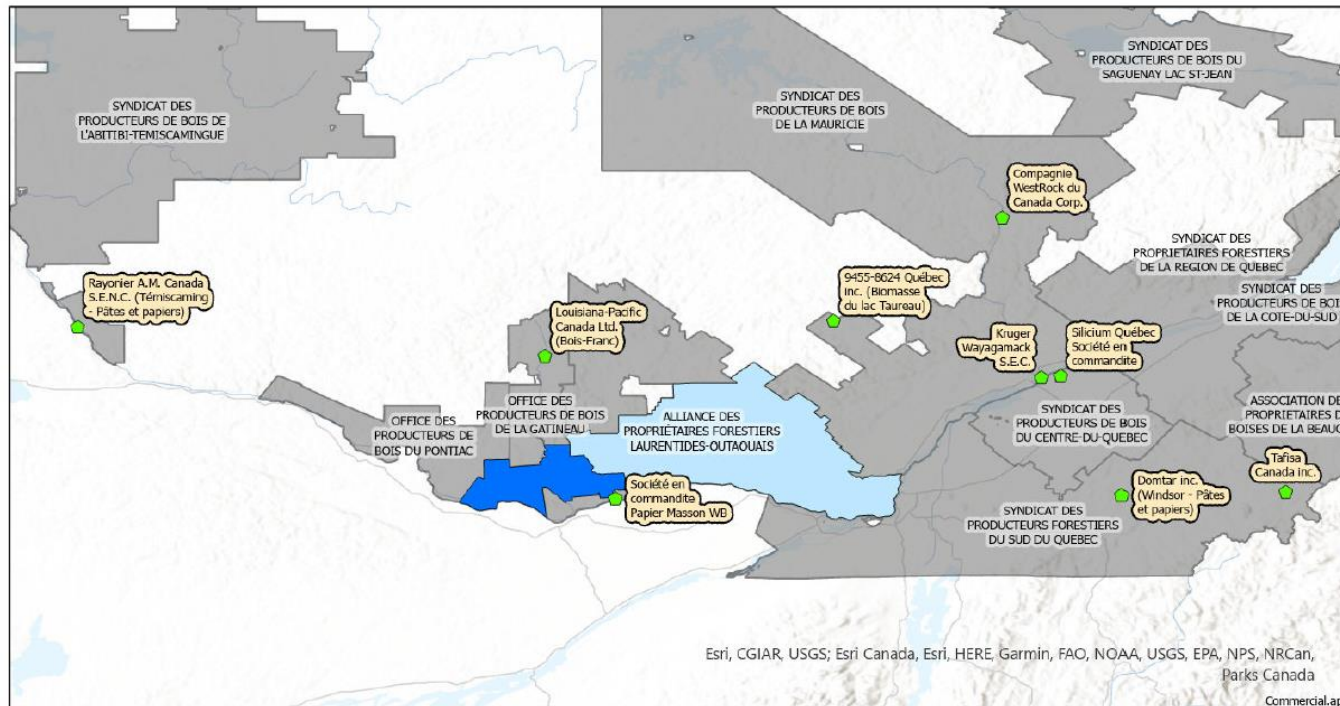 SYNDICAT DES
PRODUCTEURS DE BOIS DU
SAGUENAY LAC ST-JEAN
SYNDICAT DES
PRODUCTEURS DE BOIS DE
L'ABITIBI-TEMISCAMINGUE
SYNDICAT DES
PRODUCTEURS DE BOIS
DE LA MAURICIE
Compagnie
WestRock du
Canada Corp.
SYNDICAT DES
PROPRIETAIRES FORESTIERS
DE LA REGION DE QUEBEC
Rayonier A.M. Canada
S.E.N.C. (Témiscaming
- Pâtes et papiers)
9455-8624 Québec
inc. (Biomasse
du lac Taureau)
SYNDICAT DES
PRODUCTEURS DE BOIS
DE LA COTE-DU-SUD
Louisiana-Pacific
Canada Ltd.
(Bois-Franc)
Kruger
Wayagamack
S.E.C.
Silicium Québec
Société en
commandite
OFFICE DES
PRODUCTEURS DE BOIS
DE LA GATINEAU
OFFICE DES
PRODUCTEURS DE
BOIS DU PONTIAC
ALLIANCE DES
PROPRIÉTAIRES FORESTIERS
LAURENTIDES-OUTAOUAIS
SYNDICAT DES
PRODUCTEURS DE BOIS
DU CENTRE-DU-QUEBEC
ASSOCIATION DE
PROPRIETAIRES D
BOISES DE LA BEAUC
Société en
commandite
Papier Masson WB
Domtar inc.
(Windsor - Pâtes
et papiers)
Tafisa
Canada inc.
SYNDICAT DES
PRODUCTEURS FORESTIERS
DU SUD DU QUEBEC
Esri, CGIAR, USGS; Esri Canada, Esri, HERE, Garmin, FAO, NOAA, USGS, EPA, NPS, NRCan,
Parks Canada
Commercial.ap